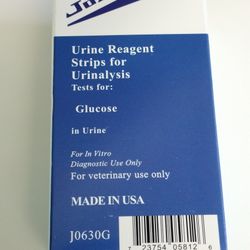 Urine Reagent
Strips for
Urinalysis
Tests for:
Glucose
in Urine
For In Vitro
Diagnostic Use Only
For veterinary use only
MADE IN USA
J0630G
7 23754 05812 6